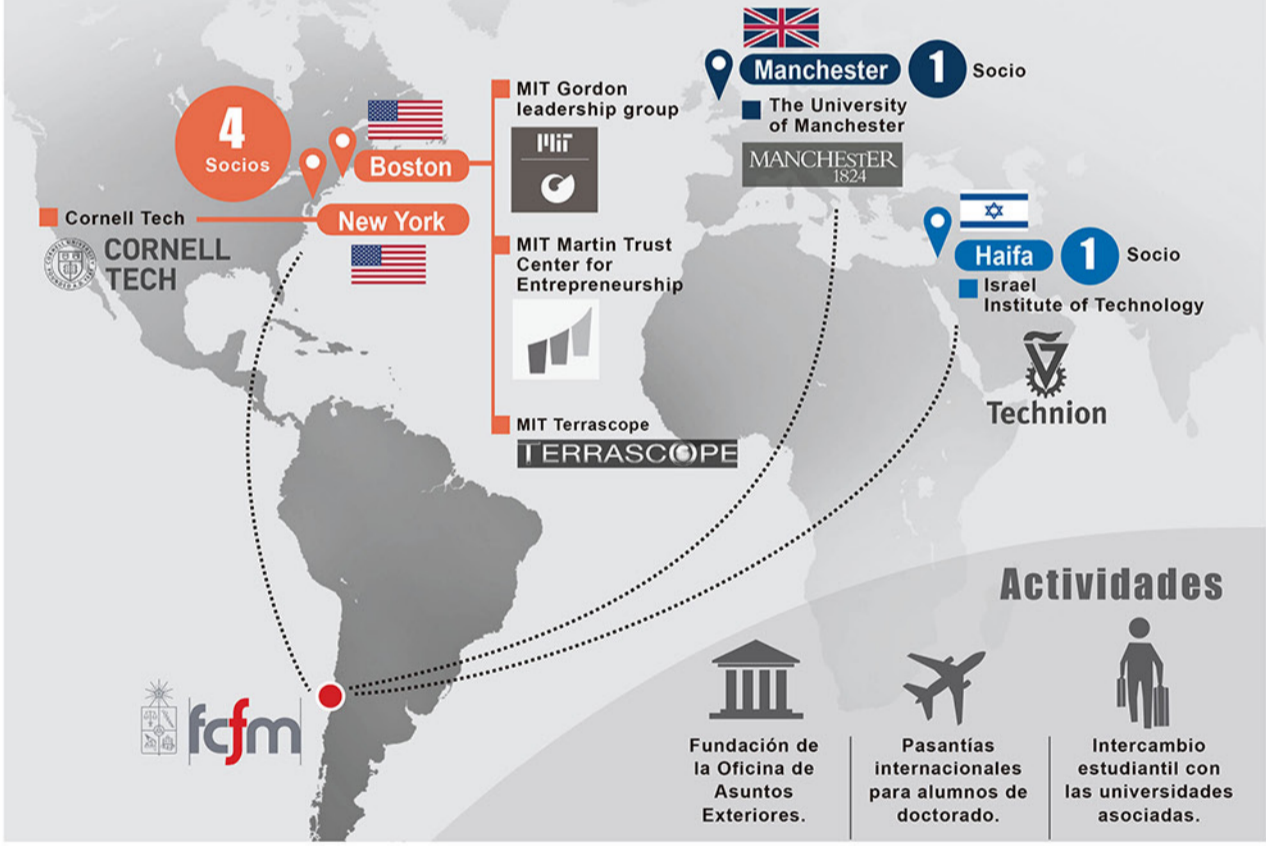 4
Socios
Boston
New York
Cornell Tech
CORNELL
TECH
MIT Gordon
leadership group
MIT
MIT Martin Trust
Center for
Entrepreneurship
MIT Terrascope
TERRASCOPE
Manchester
1
Socio
The University
of Manchester
MANCHESTER
1824
Haifa
1
Socio
Israel
Institute of Technology
Technion
fcfm
Actividades
Fundación de
la Oficina de
Asuntos
Exteriores.
Pasantías
internacionales
para alumnos de
doctorado.
Intercambio
estudiantil con
las universidades
asociadas.